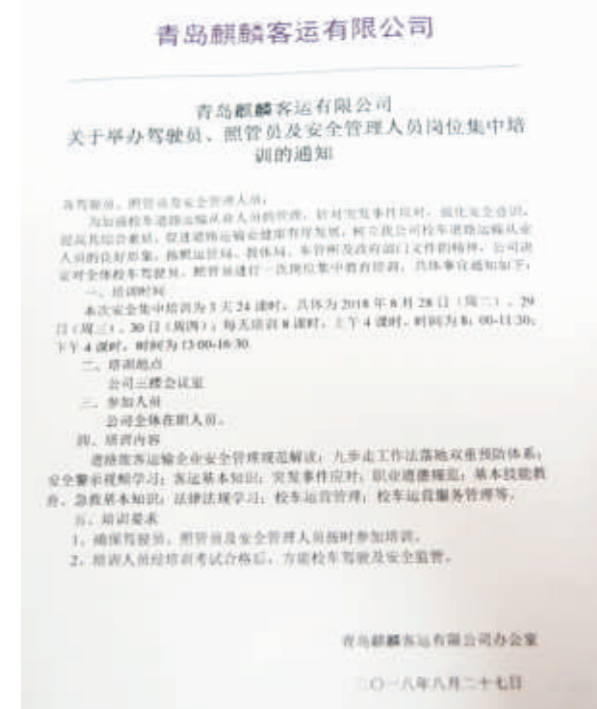 青岛麒麟客运有限公司
青岛麒麟客运有限公司
关于举办驾驶员、照管员及安全管理人员岗位集中培
训的通知
各驾驶员、照管员及安全管理人员：
为加强校车道路运输从业人员的管理，针对突发事件应对，强化安全意识，
提高其综合素质，促进道路运输安健康有序发展，树立我公司校车道路运输从业
人员的良好形象，按照运管局、教体局、车管所及政府部门文件的精神，公司决
定对全体校车驾驶员、照管员进行一次岗位集中教育培训，具体事宜通知如下：
一、培训时间
本次安全集中培训为 3 天 24 课时，具体为 2018 年 8 月 28 日（周二）、29
日（周三）、30 日（周四）；每天培训 8 课时，上午 4 课时，时间为 8：00-11:30；
下午 4 课时，时间为 13:00-16:30
二、培训地点
公司三楼会议室
三、参加人员
公司全体在职人员。
四、培训内容
道路旅客运输企业安全管理规范解读；九步走工作法落地双重预防体系；
安全警示视频学习；客运基本知识；突发事件应对；职业道德规范；基本技能教
育、急救基本知识；法律法规学习；校车运营管理；校车运营服务管理等。
五、培训要求
1、确保驾驶员、照管员及安全管理人员按时参加培训。
2、培训人员经培训考试合格后，方能校车驾驶及安全监管。
青岛麒麟客运有限公司办公室
二〇一八年八月二十七日